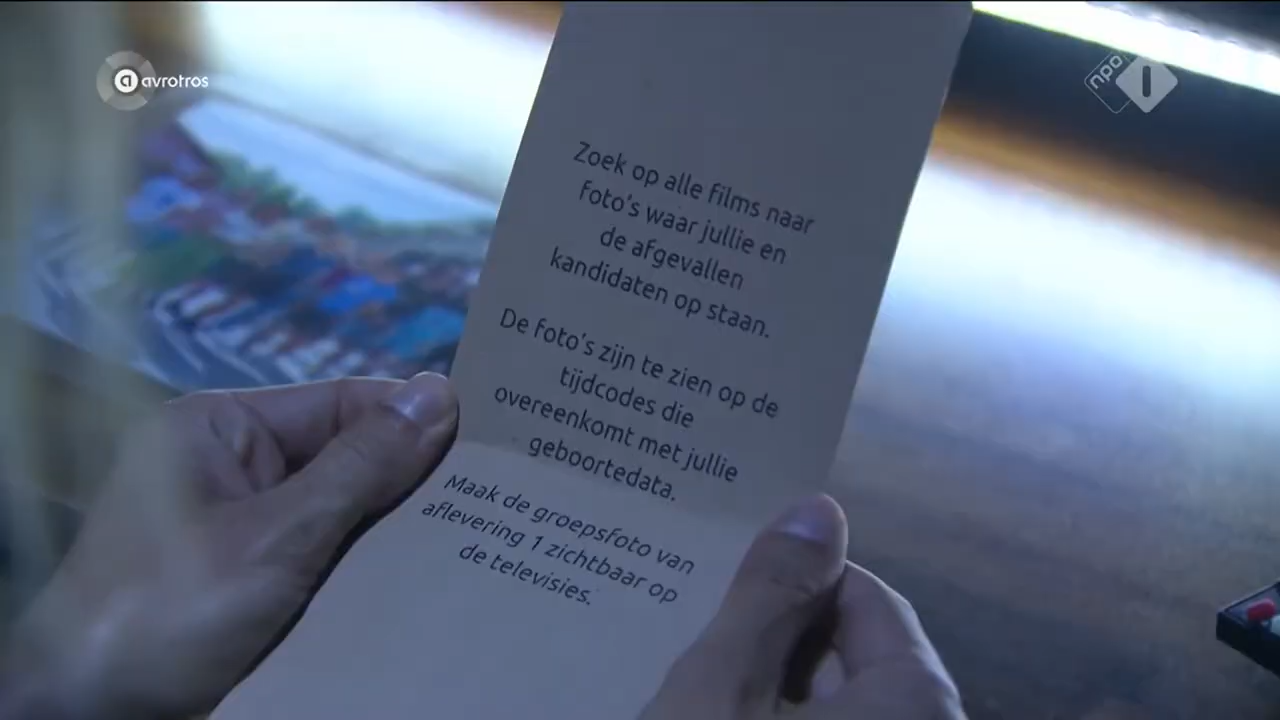 avrotros
npo
1
Zoek op alle films naar
foto's waar jullie en
de afgevallen
kandidaten op staan.
De foto's zijn te zien op de
tijdcodes die
overeenkomt met jullie
geboortedata.
Maak de groepsfoto van
aflevering 1 zichtbaar op
de televisies.